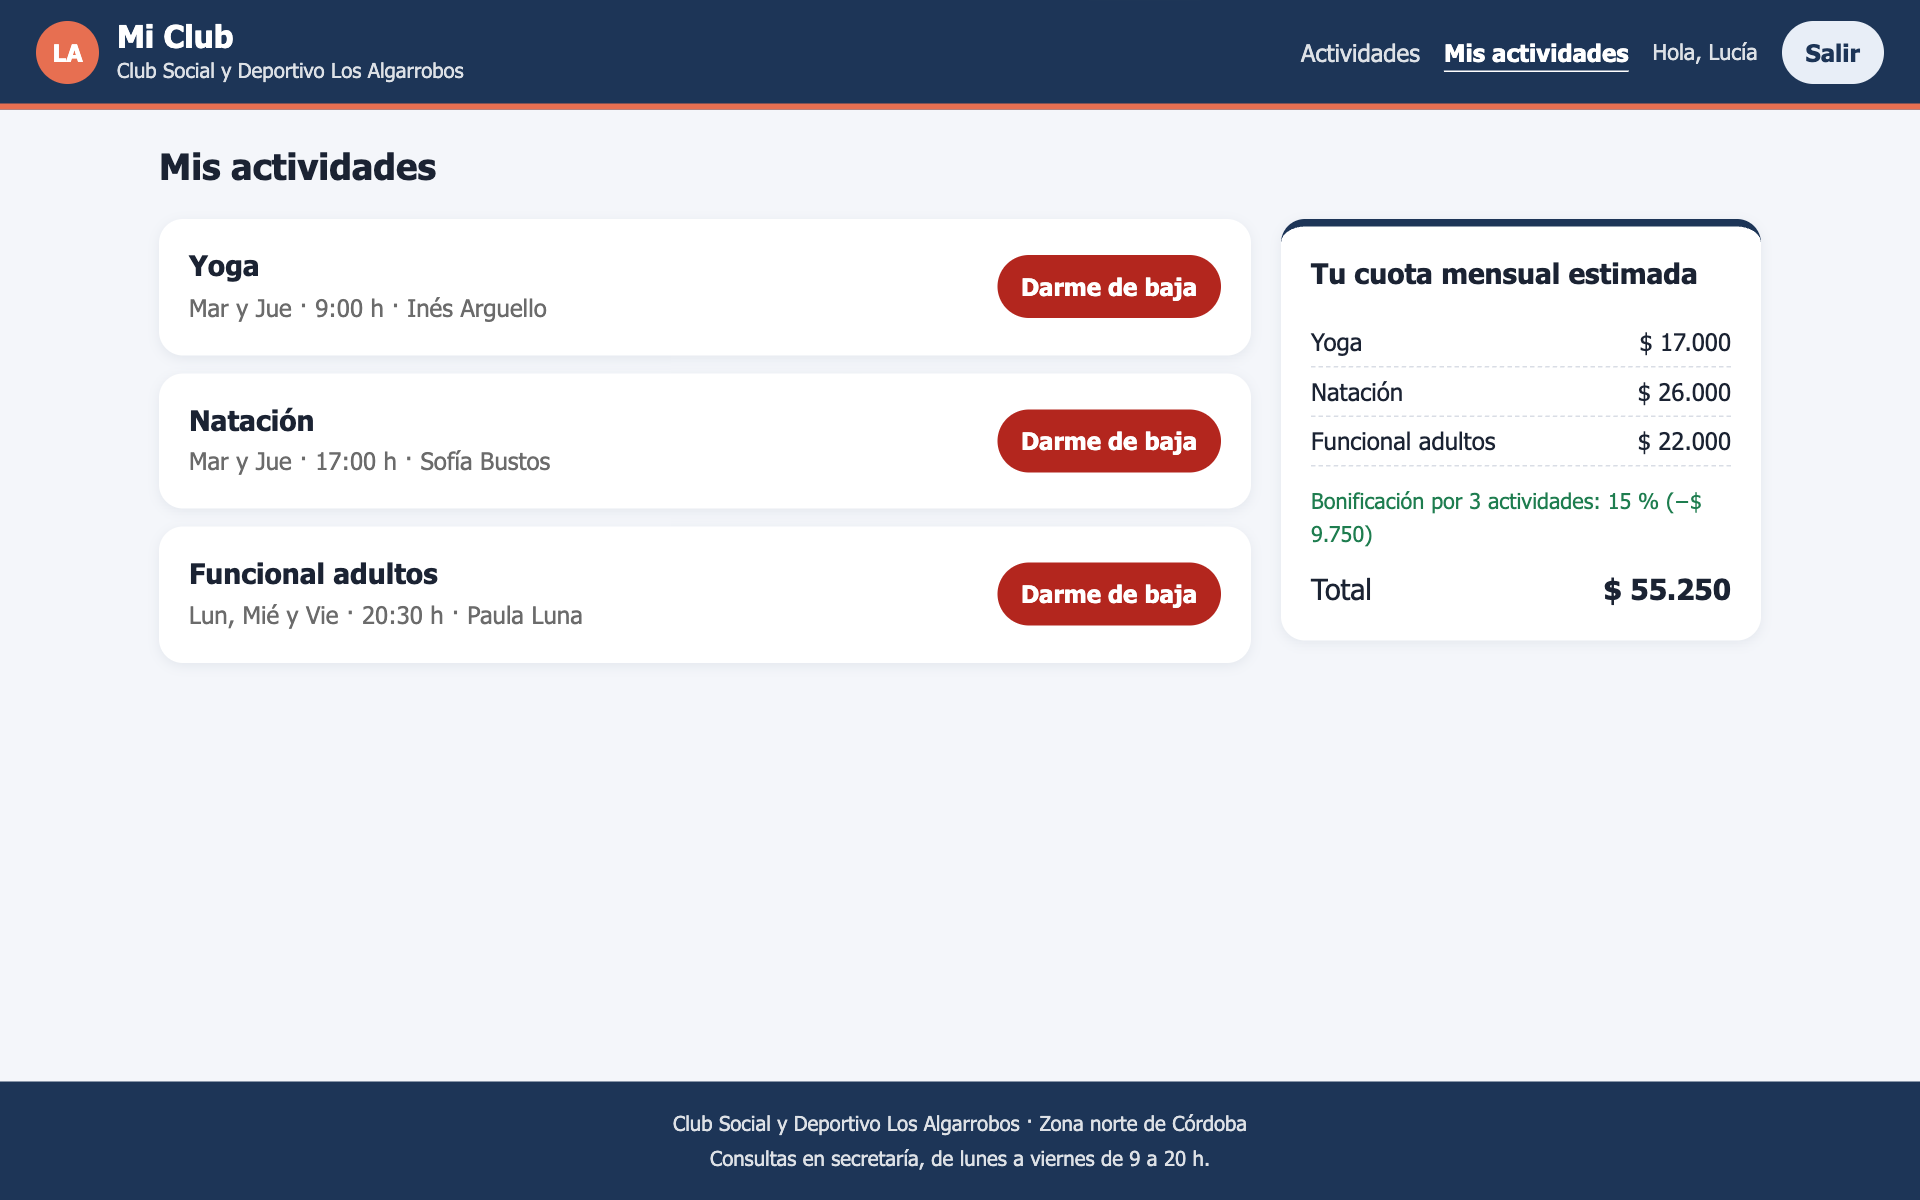 LA
Mi Club
Club Social y Deportivo Los Algarrobos
Actividades
Mis actividades
Hola, Lucía
Salir
Mis actividades
Yoga
Mar y Jue · 9:00 h · Inés Arguello
Darme de baja
Natación
Mar y Jue · 17:00 h · Sofía Bustos
Darme de baja
Funcional adultos
Lun, Mié y Vie · 20:30 h · Paula Luna
Darme de baja
Tu cuota mensual estimada
Yoga $ 17.000
Natación $ 26.000
Funcional adultos $ 22.000
Bonificación por 3 actividades: 15 % (−$
9.750)
Total $ 55.250
Club Social y Deportivo Los Algarrobos · Zona norte de Córdoba
Consultas en secretaría, de lunes a viernes de 9 a 20 h.